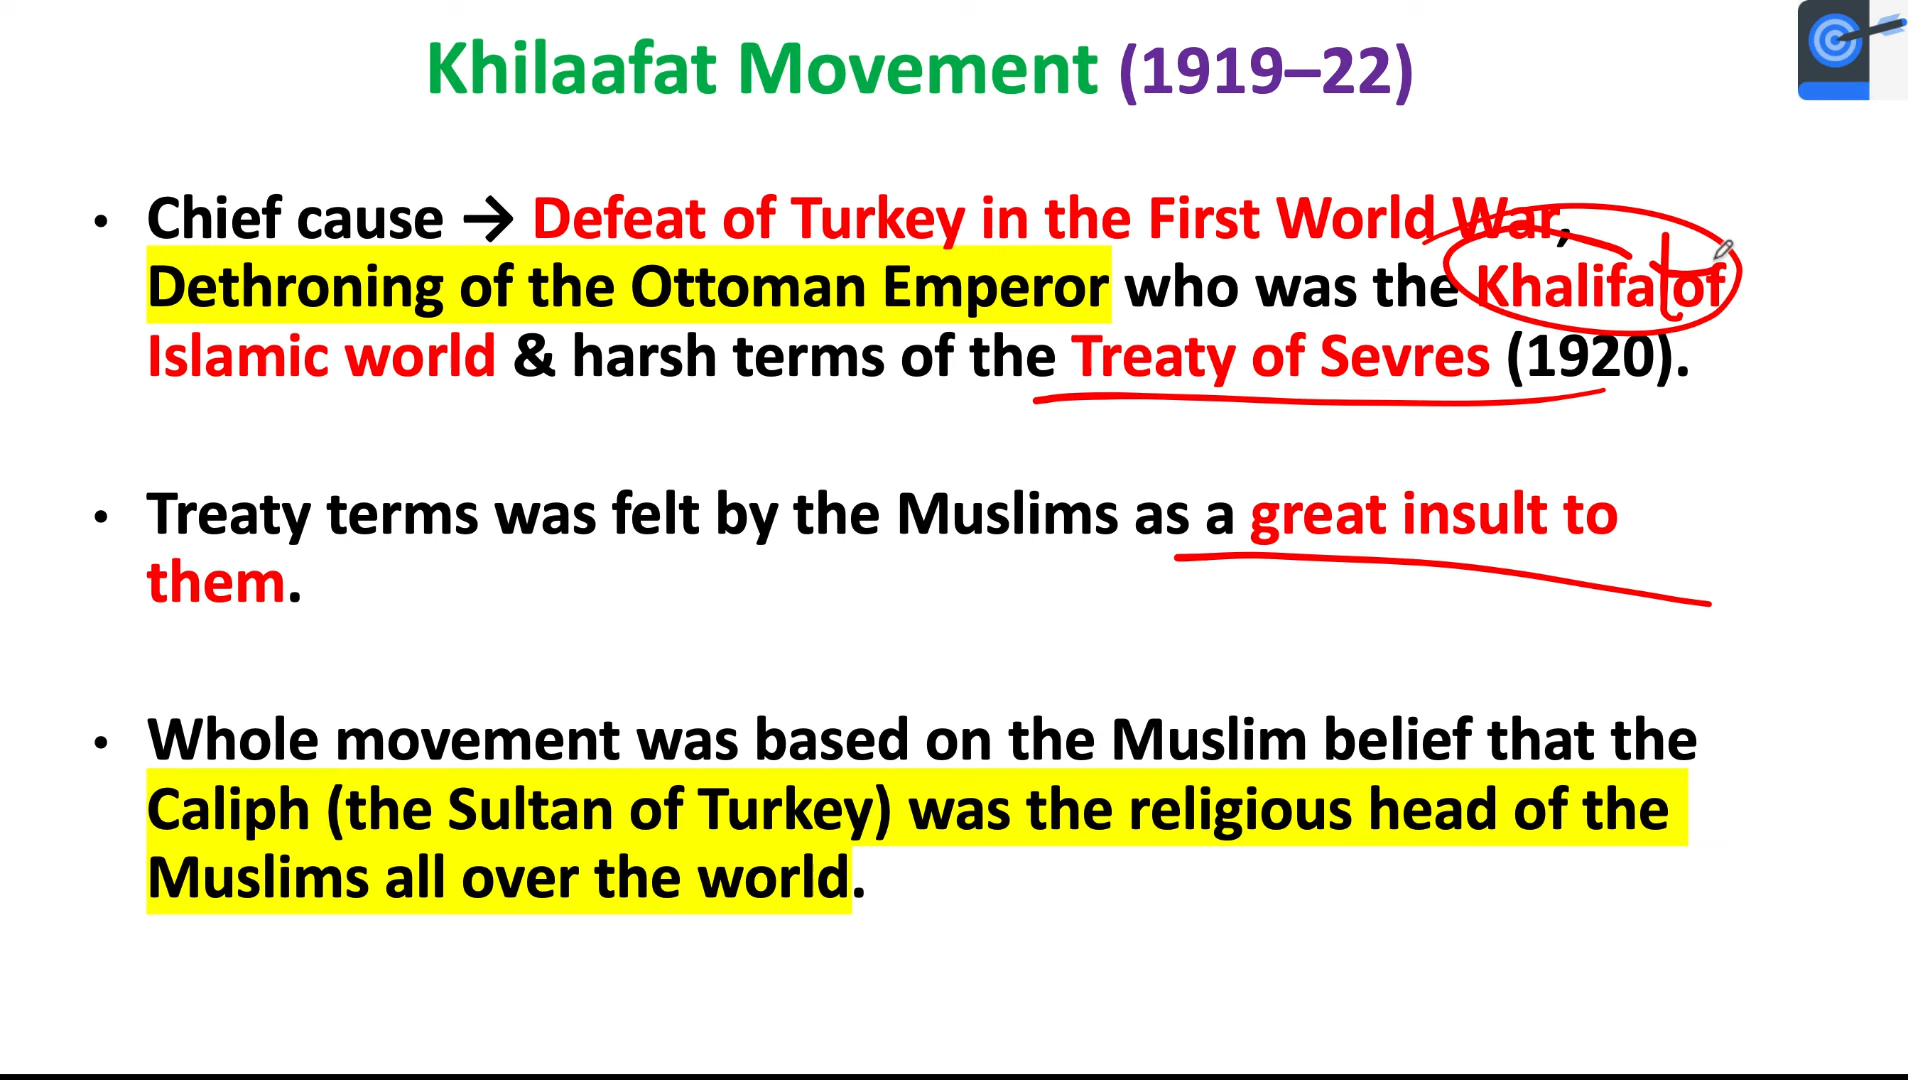 Khilaafat Movement (1919–22)
• Chief cause → Defeat of Turkey in the First World War,
Dethroning of the Ottoman Emperor who was the Khalifa t of
Islamic world & harsh terms of the Treaty of Sevres (1920).
• Treaty terms was felt by the Muslims as a great insult to
them.
• Whole movement was based on the Muslim belief that the
Caliph (the Sultan of Turkey) was the religious head of the
Muslims all over the world.